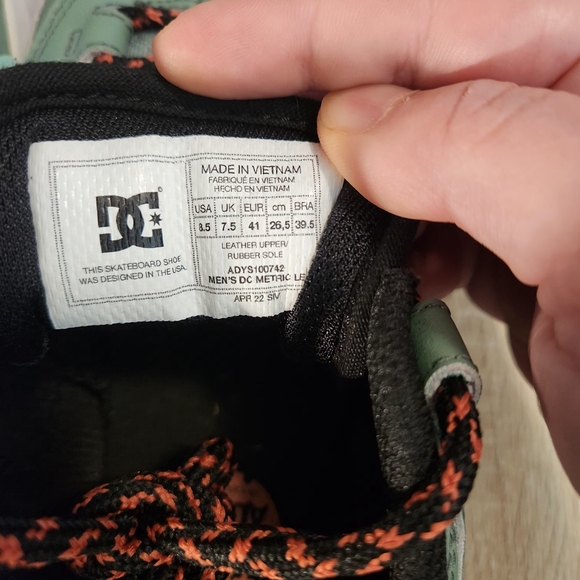 DC
THIS SKATEBOARD SHOE
WAS DESIGNED IN THE USA.
MADE IN VIETNAM
FABRIQUÉ EN VIETNAM
HECHO EN VIETNAM
USA UK EUR cm BRA
8.5 7.5 41 26,5 39.5
LEATHER UPPER/
RUBBER SOLE
ADYS100742
MEN'S DC METRIC LE
APR 22 SIV